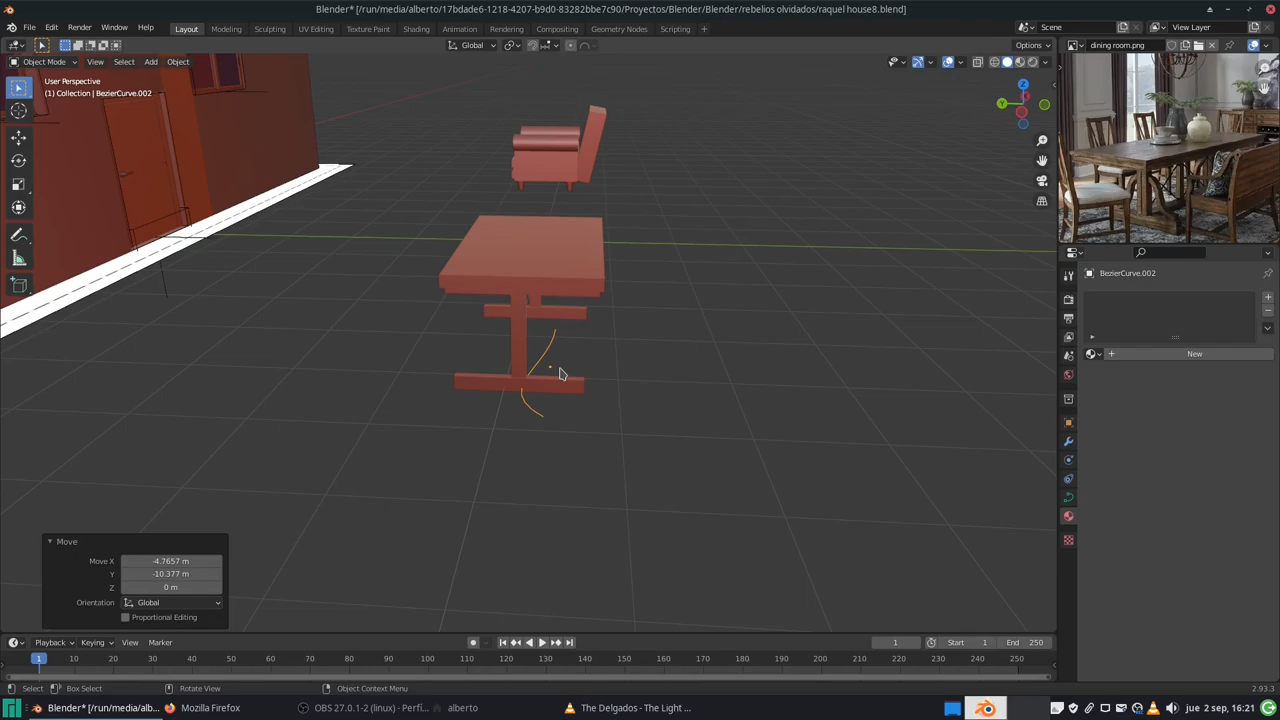 Blender* [/run/media/alberto/17bdade6-1218-4207-b9d0-83282bbe7c90/Proyectos/Blender/Blender/rebelios olvidados/raquel house8.blend]
File Edit Render Window Help Layout Modeling Sculpting UV Editing Texture Paint Shading Animation Rendering Compositing Geometry Nodes Scripting + Scene View Layer
Global Options dining room.png
Object Mode View Select Add Object
User Perspective
(1) Collection | BezierCurve.002
Z
Y
BezierCurve.002
New
Move
Move X -4.7657 m
Y -10.377 m
Z 0 m
Orientation Global
Proportional Editing
Playback Keying View Marker 1 Start 1 End 250
1 10 20 30 40 50 60 70 80 90 100 110 120 130 140 150 160 170 180 190 200 210 220 230 240 250
Select Box Select Rotate View Object Context Menu 2.93.3
Blender* [/run/media/alb... Mozilla Firefox OBS 27.0.1-2 (linux) - Perfi... alberto The Delgados - The Light ... jue 2 sep, 16:21